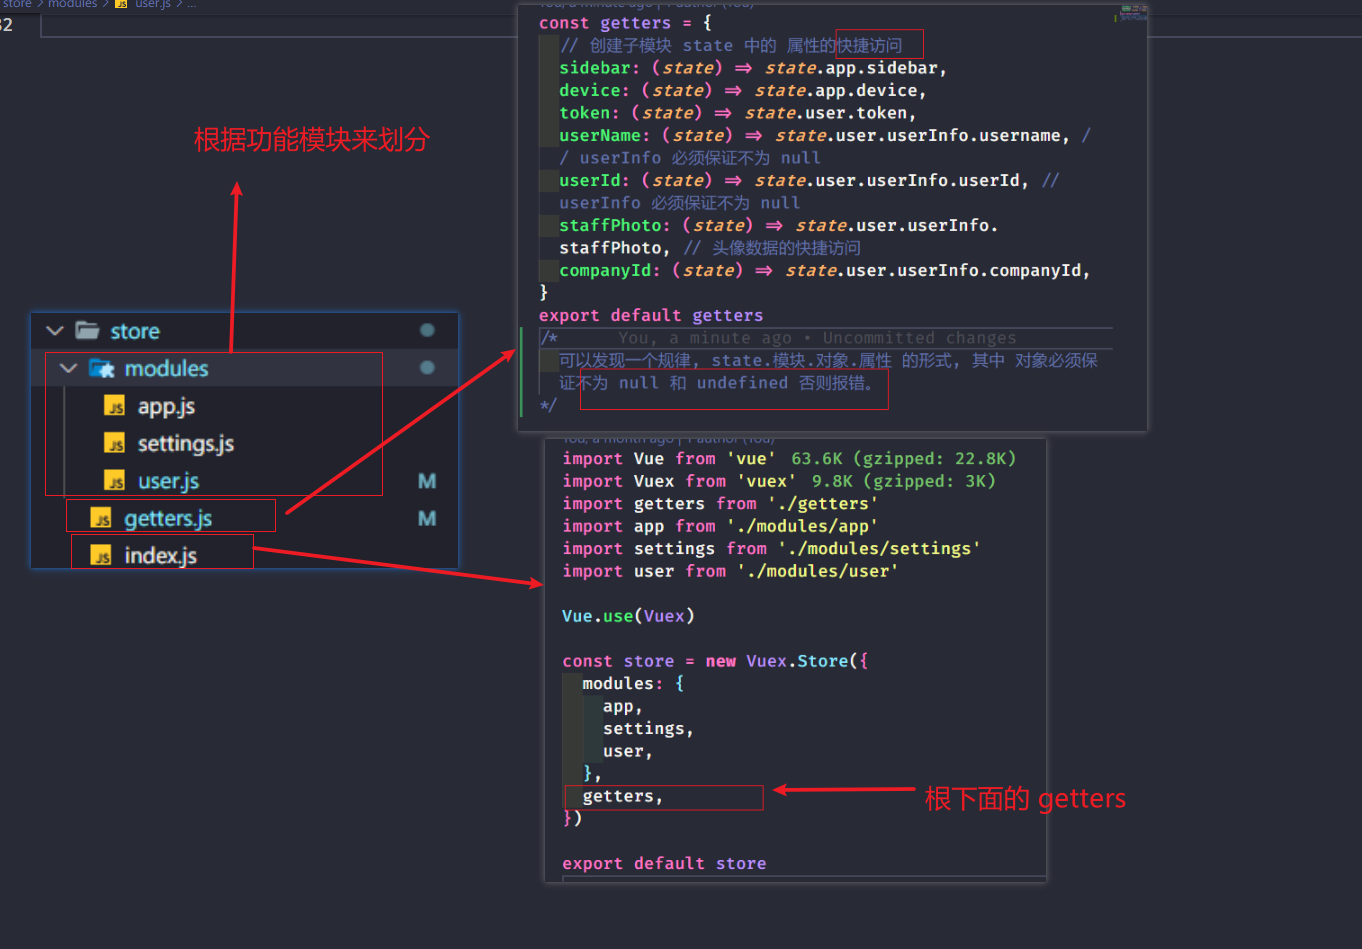 store > modules > JS user.js > ...
32
根据功能模块来划分
store
modules
JS app.js
JS settings.js
JS user.js M
JS getters.js M
JS index.js
const getters = {
// 创建子模块 state 中的 属性的快捷访问
sidebar: (state) => state.app.sidebar,
device: (state) => state.app.device,
token: (state) => state.user.token,
userName: (state) => state.user.userInfo.username, /
/ userInfo 必须保证不为 null
userId: (state) => state.user.userInfo.userId, //
userInfo 必须保证不为 null
staffPhoto: (state) => state.user.userInfo.
staffPhoto, // 头像数据的快捷访问
companyId: (state) => state.user.userInfo.companyId,
}
export default getters
/* You, a minute ago • Uncommitted changes
可以发现一个规律, state.模块.对象.属性 的形式, 其中 对象必须保
证不为 null 和 undefined 否则报错。
*/
You, a month ago | 1 author (You)
import Vue from 'vue' 63.6K (gzipped: 22.8K)
import Vuex from 'vuex' 9.8K (gzipped: 3K)
import getters from './getters'
import app from './modules/app'
import settings from './modules/settings'
import user from './modules/user'
Vue.use(Vuex)
const store = new Vuex.Store({
modules: {
app,
settings,
user,
},
getters,
})
export default store
根下面的 getters